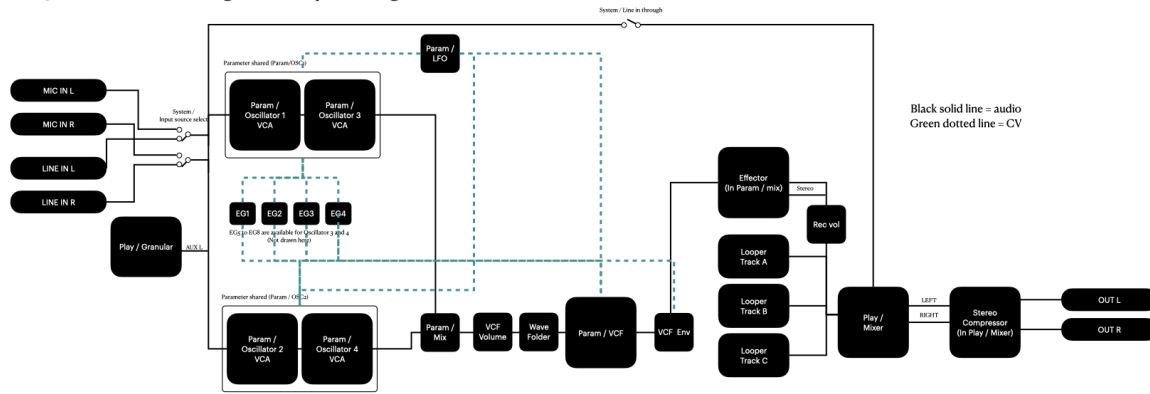 System / Line in through
Param /
LFO
Parameter shared (Param/OSC1)
MIC IN L
MIC IN R
LINE IN L
LINE IN R
System /
Input source select
Param /
Oscillator 1
VCA
Param /
Oscillator 3
VCA
Black solid line = audio
Green dotted line = CV
EG1
EG2
EG3
EG4
EG5 to EG8 are available for Oscillator 3 and 4
(Not drawn here)
Play / Granular
AUX L
Effector
(In Param / mix)
Stereo
Rec vol
Looper
Track A
Looper
Track B
Looper
Track C
Parameter shared (Param / OSC2)
Param /
Oscillator 2
VCA
Param /
Oscillator 4
VCA
Param /
Mix
VCF
Volume
Wave
Folder
Param / VCF
VCF Env
Play /
Mixer
LEFT
RIGHT
Stereo
Compressor
(In Play / Mixer)
OUT L
OUT R